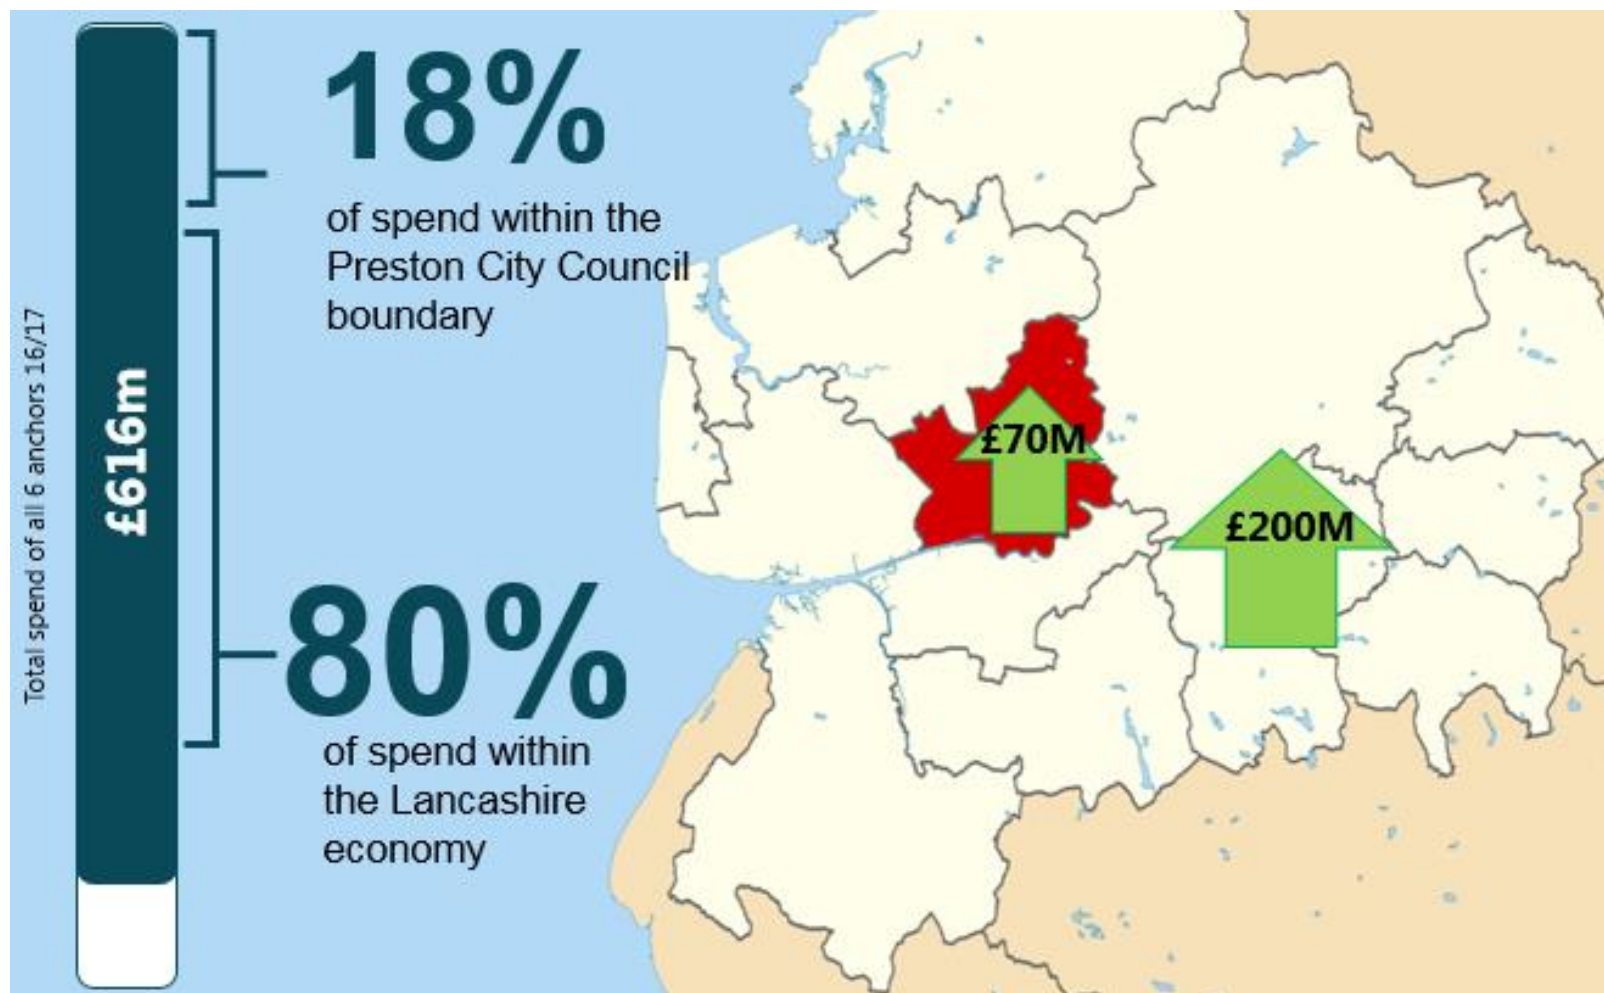 Total spend of all 6 anchors 16/17
£616m
18%
of spend within the
Preston City Council
boundary
80%
of spend within
the Lancashire
economy
£70M
£200M